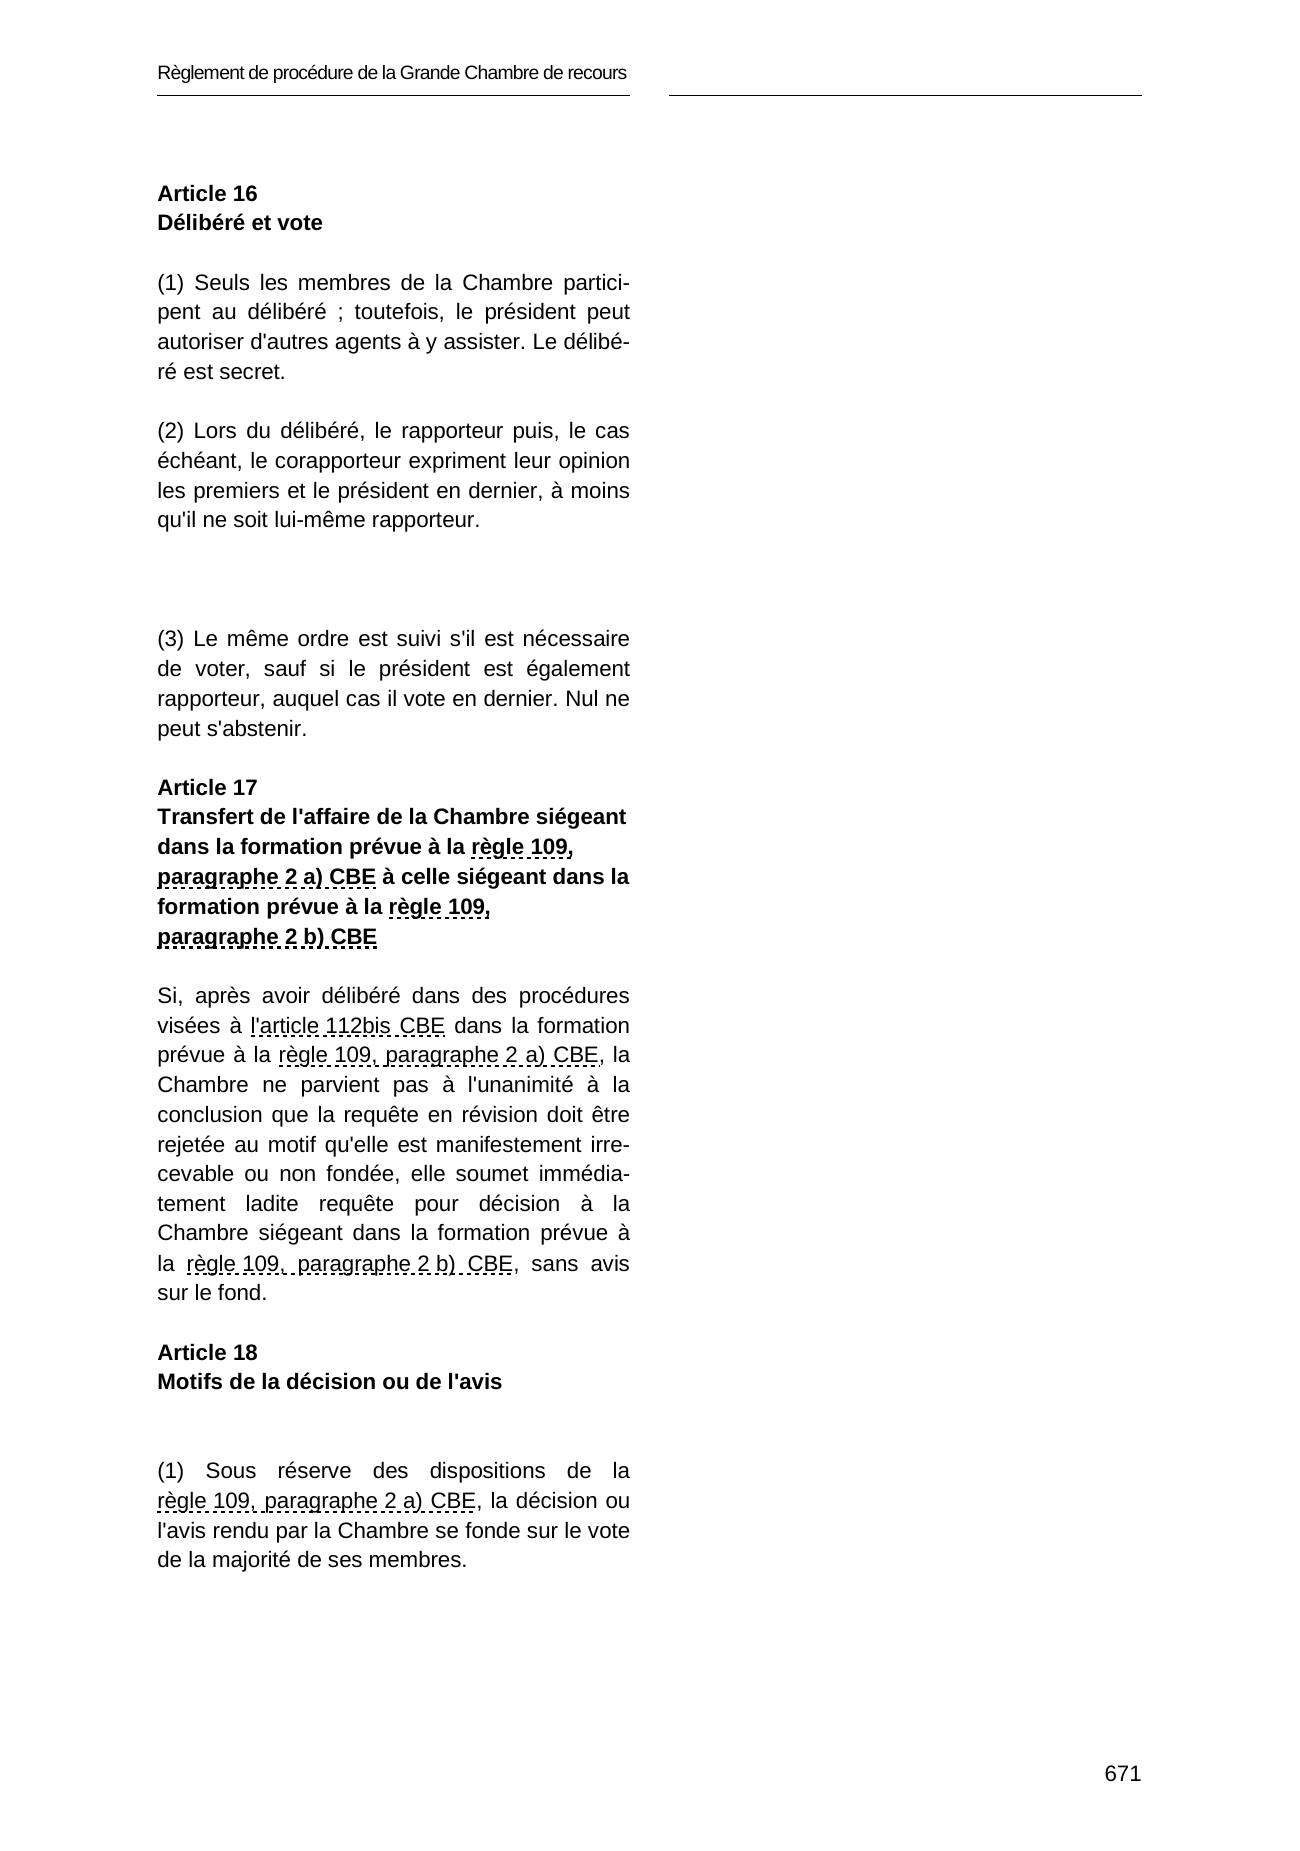 Règlement de procédure de la Grande Chambre de recours
Article 16
Délibéré et vote
(1) Seuls les membres de la Chambre partici-
pent au délibéré ; toutefois, le président peut
autoriser d'autres agents à y assister. Le délibé-
ré est secret.
(2) Lors du délibéré, le rapporteur puis, le cas
échéant, le corapporteur expriment leur opinion
les premiers et le président en dernier, à moins
qu'il ne soit lui-même rapporteur.
(3) Le même ordre est suivi s'il est nécessaire
de voter, sauf si le président est également
rapporteur, auquel cas il vote en dernier. Nul ne
peut s'abstenir.
Article 17
Transfert de l'affaire de la Chambre siégeant
dans la formation prévue à la règle 109,
paragraphe 2 a) CBE à celle siégeant dans la
formation prévue à la règle 109,
paragraphe 2 b) CBE
Si, après avoir délibéré dans des procédures
visées à l'article 112bis CBE dans la formation
prévue à la règle 109, paragraphe 2 a) CBE, la
Chambre ne parvient pas à l'unanimité à la
conclusion que la requête en révision doit être
rejetée au motif qu'elle est manifestement irre-
cevable ou non fondée, elle soumet immédia-
tement ladite requête pour décision à la
Chambre siégeant dans la formation prévue à
la règle 109, paragraphe 2 b) CBE, sans avis
sur le fond.
Article 18
Motifs de la décision ou de l'avis
(1) Sous réserve des dispositions de la
règle 109, paragraphe 2 a) CBE, la décision ou
l'avis rendu par la Chambre se fonde sur le vote
de la majorité de ses membres.
671